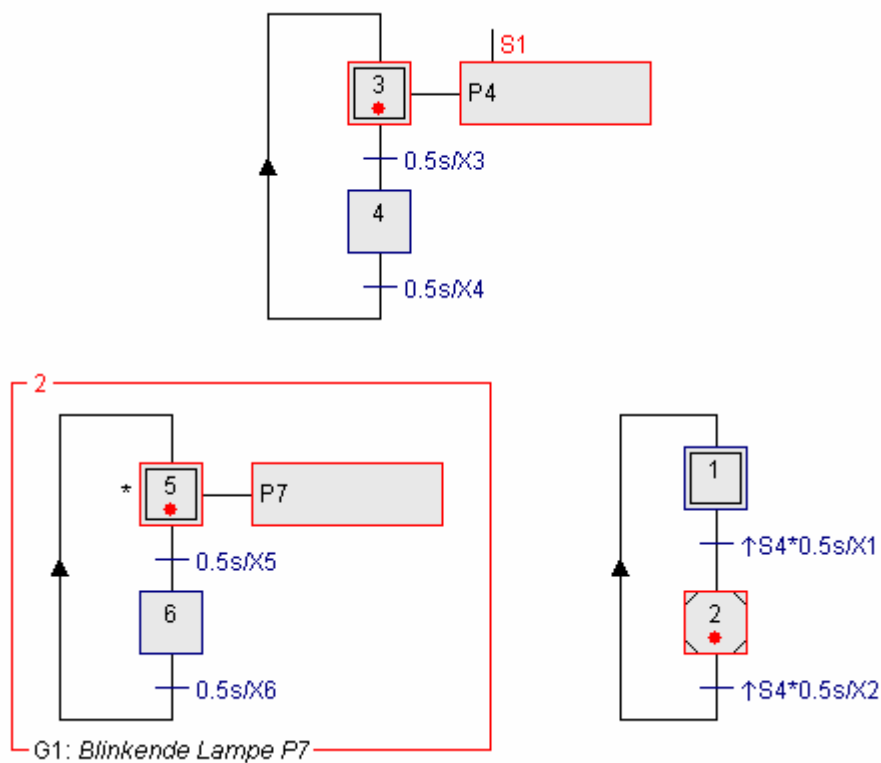 S1
3
P4
0.5s/X3
4
0.5s/X4
2
* 5
P7
0.5s/X5
6
0.5s/X6
G1: Blinkende Lampe P7
1
↑S4*0.5s/X1
2
↑S4*0.5s/X2